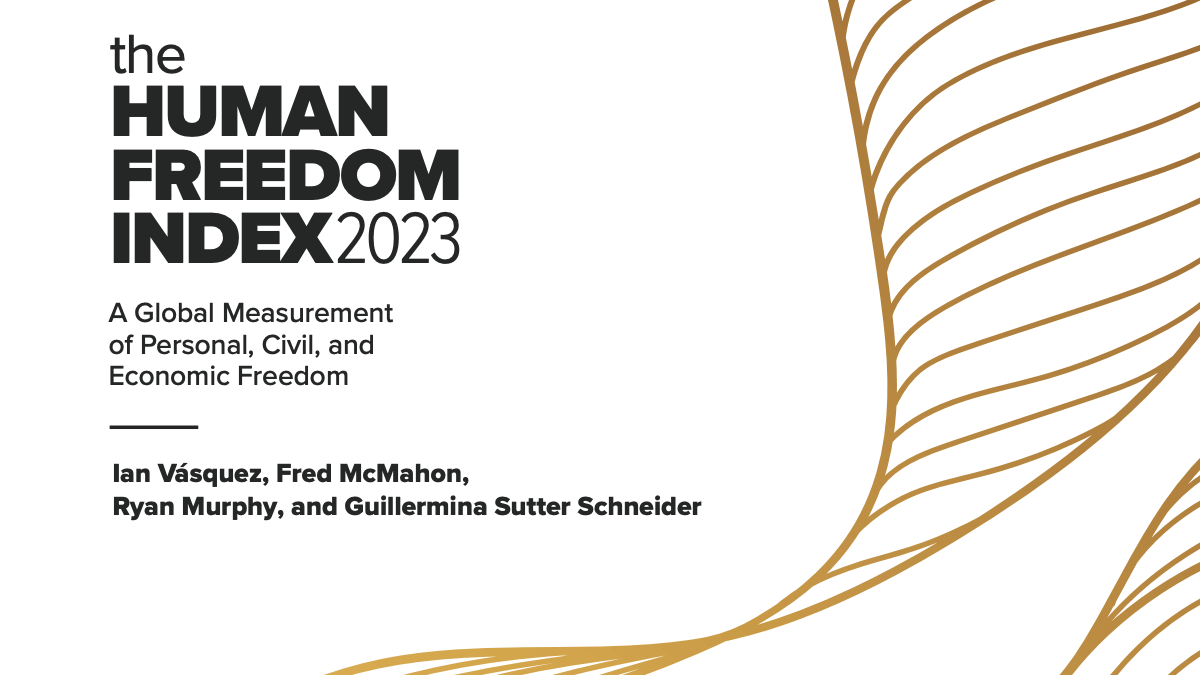 the
HUMAN
FREEDOM
INDEX2023
A Global Measurement
of Personal, Civil, and
Economic Freedom
Ian Vásquez, Fred McMahon,
Ryan Murphy, and Guillermina Sutter Schneider